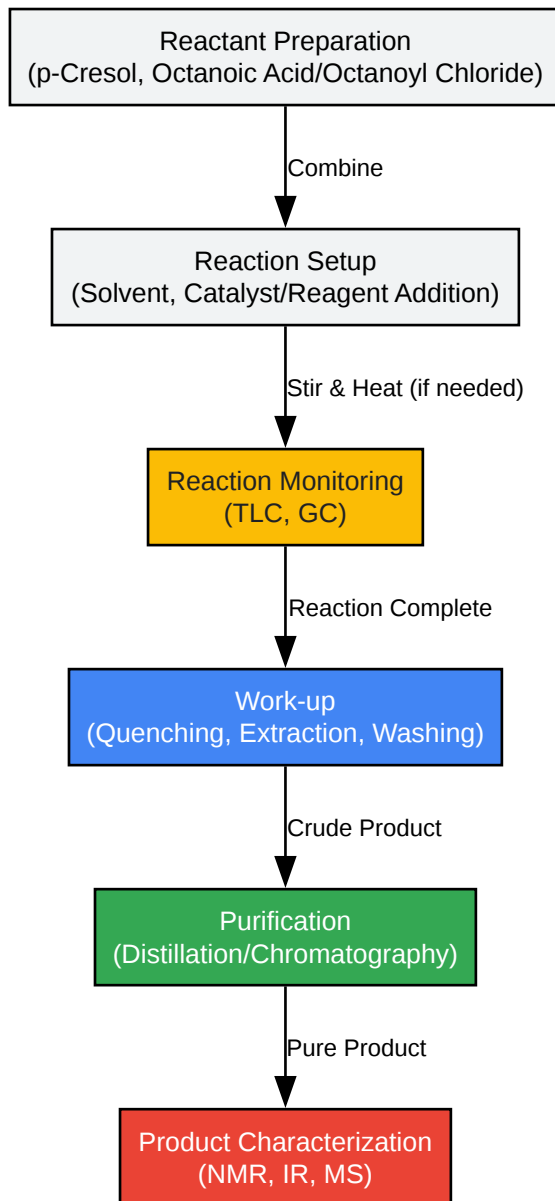 Reactant Preparation
(p-Cresol, Octanoic Acid/Octanoyl Chloride)
Combine
Reaction Setup
(Solvent, Catalyst/Reagent Addition)
Stir & Heat (if needed)
Reaction Monitoring
(TLC, GC)
Reaction Complete
Work-up
(Quenching, Extraction, Washing)
Crude Product
Purification
(Distillation/Chromatography)
Pure Product
Product Characterization
(NMR, IR, MS)